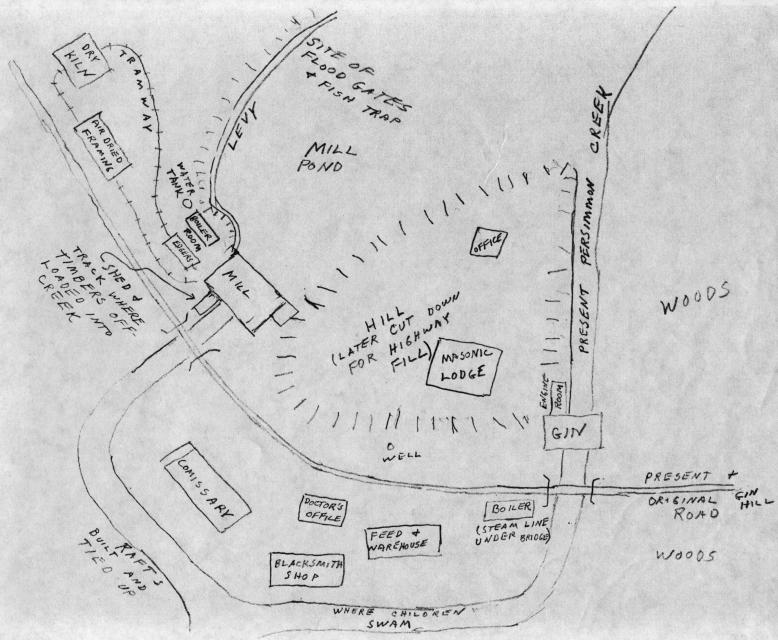 DRY
KILN
TRAMWAY
AIR DRIED
FRAMING
WATER
TANK
LEVY
SITE OF
FLOOD GATES
& FISH TRAP
MILL
POND
BOILER
ROOM
EDGERS
MILL
(SHED &
TRACK WHERE
TIMBERS OFF-
LOADED INTO
CREEK
OFFICE
HILL
(LATER CUT DOWN
FOR HIGHWAY
FILL)
MASONIC
LODGE
PRESENT PERSIMMON CREEK
WOODS
ENGINE
ROOM
GIN
WELL
COMISSARY
DOCTOR'S
OFFICE
FEED &
WAREHOUSE
BLACKSMITH
SHOP
BOILER
(STEAM LINE
UNDER BRIDGE)
PRESENT +
ORIGINAL
ROAD
GIN
HILL
WOODS
RAFTS
BUILT AND
TIED UP
WHERE CHILDREN
SWAM